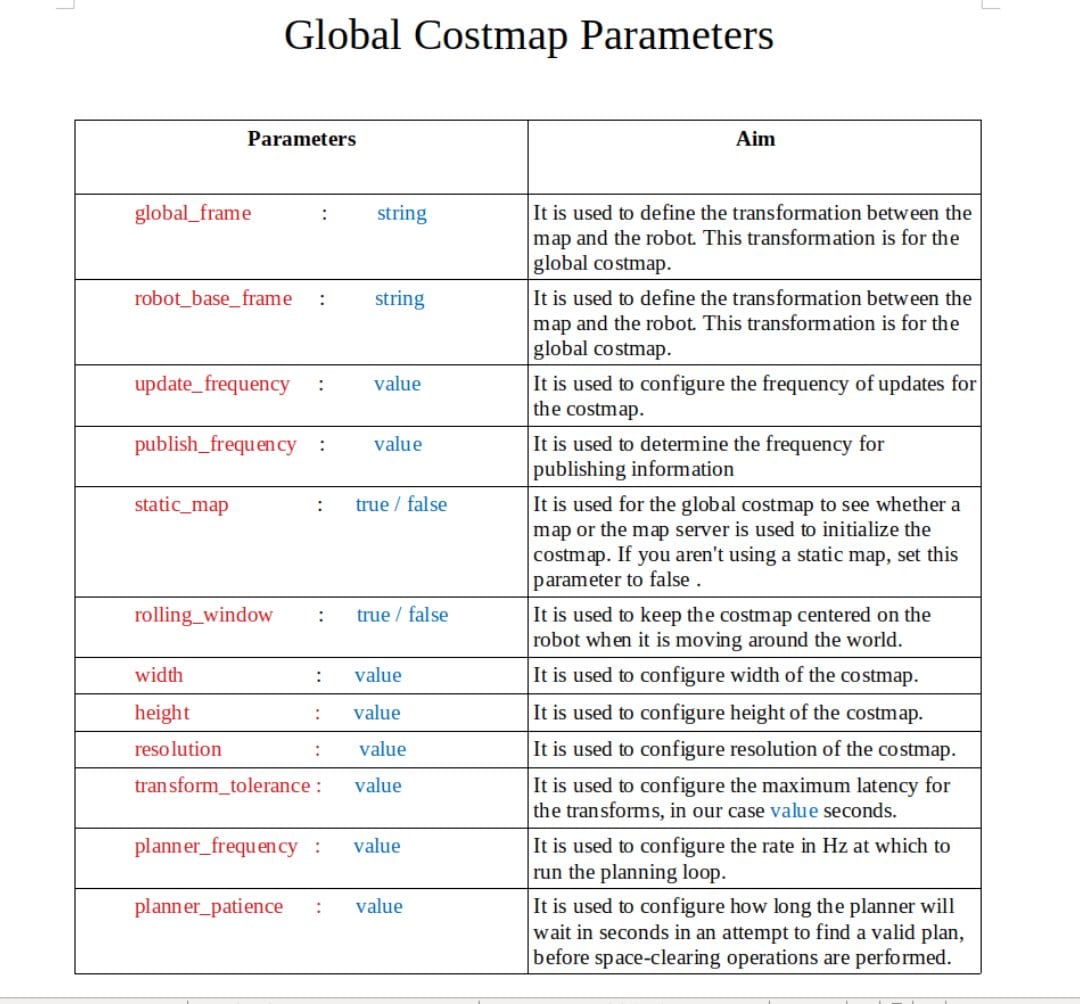 Global Costmap Parameters
Parameters Aim
global_frame : string It is used to define the transformation between the
map and the robot. This transformation is for the
global costmap.
robot_base_frame : string It is used to define the transformation between the
map and the robot. This transformation is for the
global costmap.
update_frequency : value It is used to configure the frequency of updates for
the costmap.
publish_frequency : value It is used to determine the frequency for
publishing information
static_map : true / false It is used for the global costmap to see whether a
map or the map server is used to initialize the
costmap. If you aren't using a static map, set this
parameter to false .
rolling_window : true / false It is used to keep the costmap centered on the
robot when it is moving around the world.
width : value It is used to configure width of the costmap.
height : value It is used to configure height of the costmap.
resolution : value It is used to configure resolution of the costmap.
transform_tolerance : value It is used to configure the maximum latency for
the transforms, in our case value seconds.
planner_frequency : value It is used to configure the rate in Hz at which to
run the planning loop.
planner_patience : value It is used to configure how long the planner will
wait in seconds in an attempt to find a valid plan,
before space-clearing operations are performed.